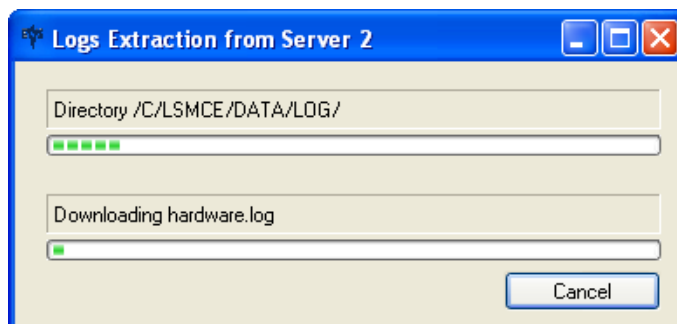 Logs Extraction from Server 2
Directory /C/LSMCE/DATA/LOG/
Downloading hardware.log
Cancel